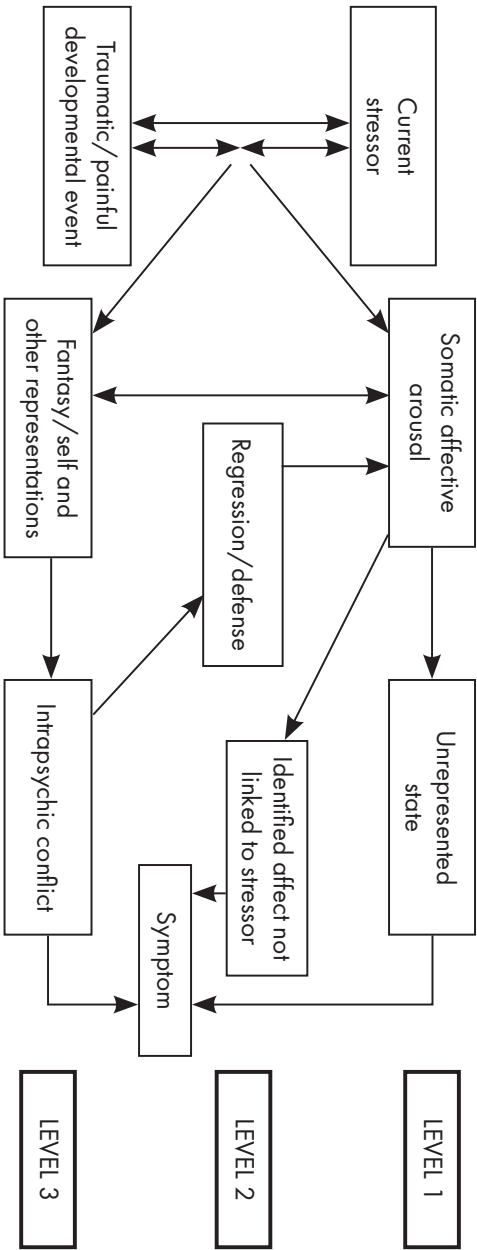 Current
stressor
Traumatic/painful
developmental event
Somatic affective
arousal
Fantasy/self and
other representations
Regression/defense
Unrepresented
state
Identified affect not
linked to stressor
Symptom
Intrapsychic conflict
LEVEL 1
LEVEL 2
LEVEL 3